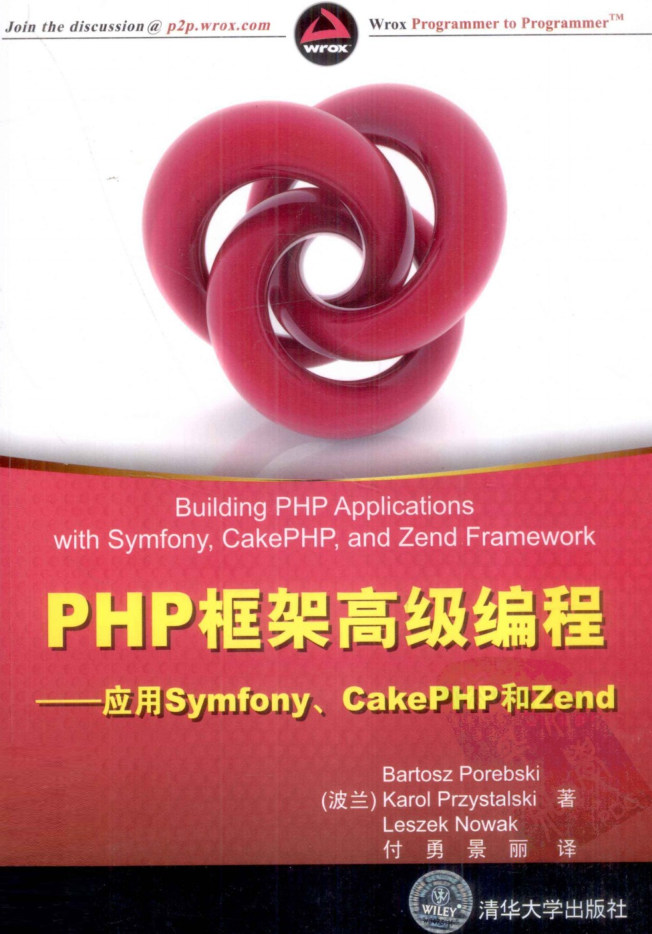 Join the discussion @ p2p.wrox.com
Wrox Programmer to Programmer™
wrox™
Building PHP Applications
with Symfony, CakePHP, and Zend Framework
PHP框架高级编程
——应用Symfony、CakePHP和Zend
Bartosz Porebski
(波兰) Karol Przystalski 著
Leszek Nowak
付 勇 景 丽 译
WILEY
清华大学出版社